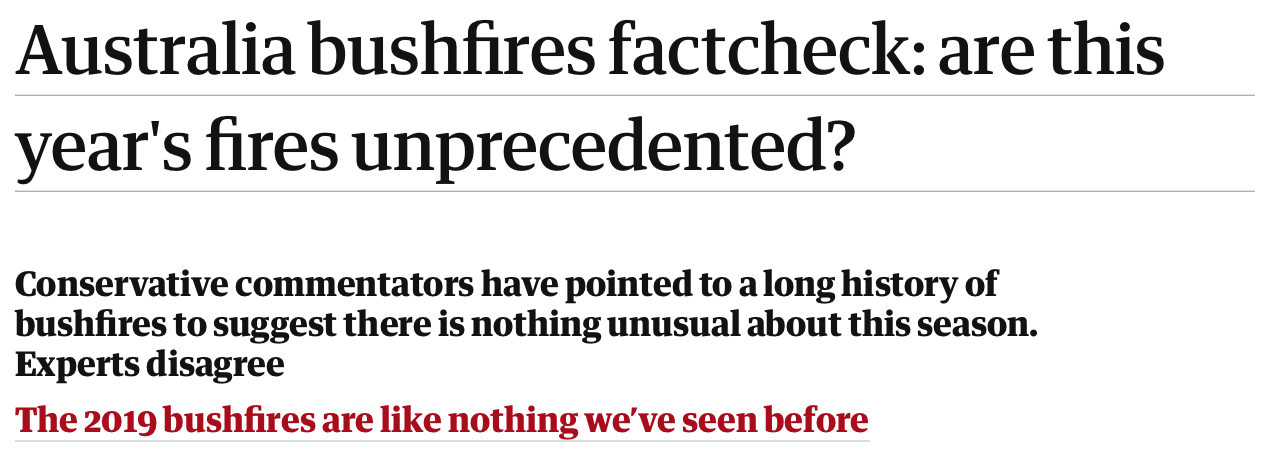 Australia bushfires factcheck: are this
year's fires unprecedented?
Conservative commentators have pointed to a long history of
bushfires to suggest there is nothing unusual about this season.
Experts disagree
The 2019 bushfires are like nothing we’ve seen before